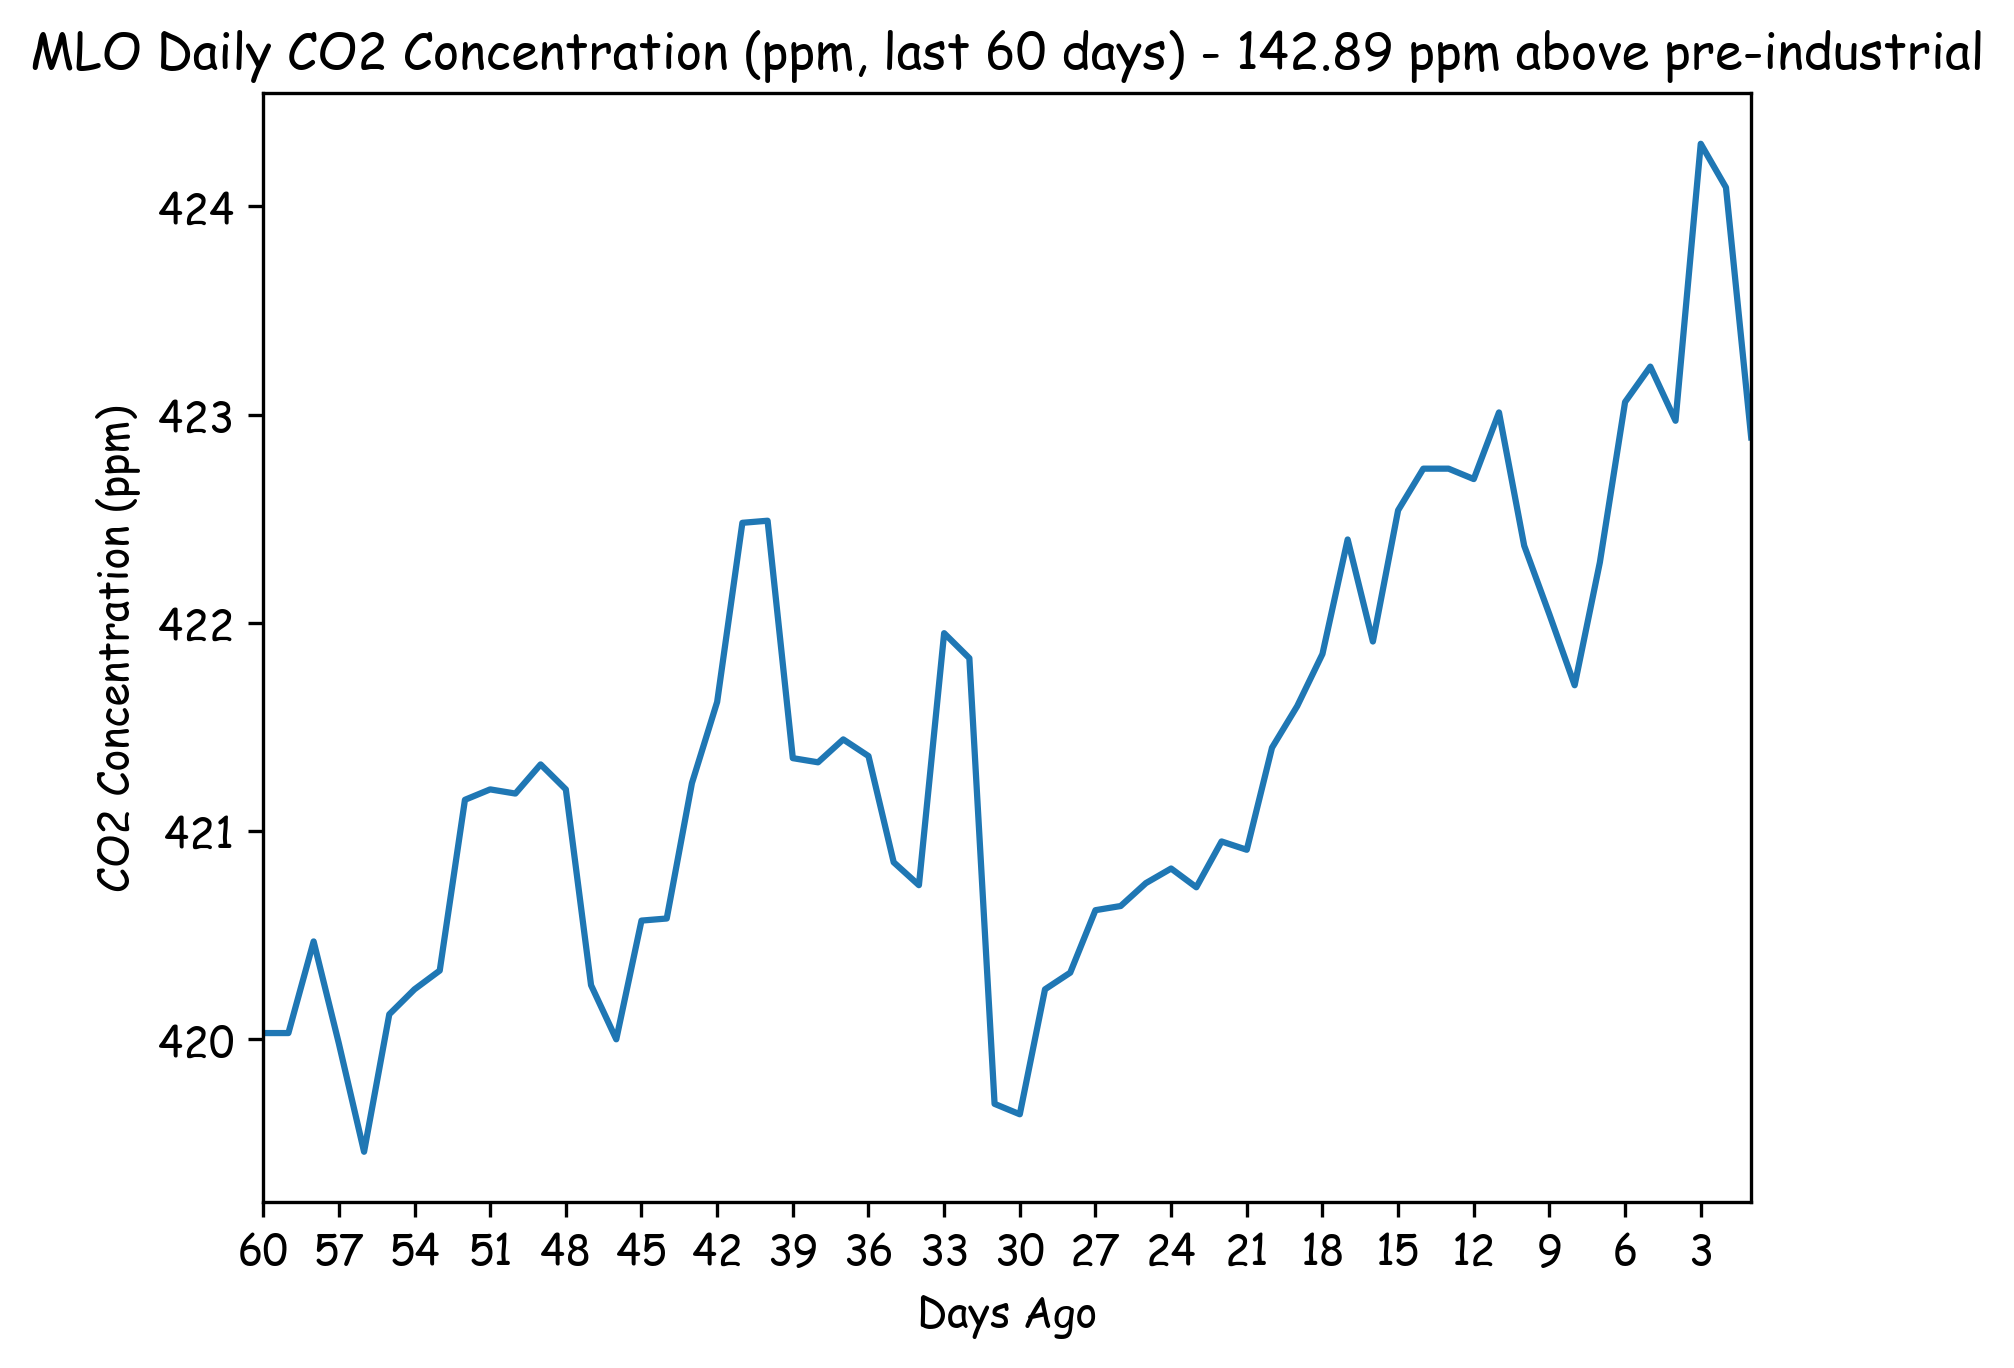 MLO Daily CO2 Concentration (ppm, last 60 days) - 142.89 ppm above pre-industrial
CO2 Concentration (ppm)
424
423
422
421
420
60 57 54 51 48 45 42 39 36 33 30 27 24 21 18 15 12 9 6 3
Days Ago